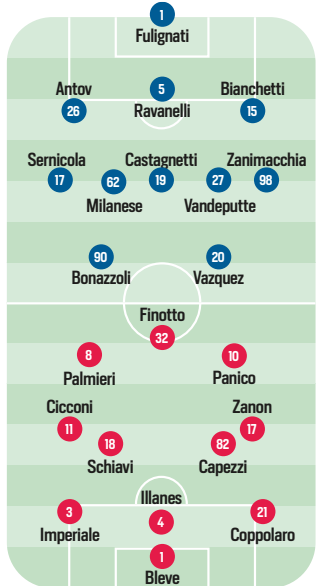 1
Fulignati
Antov 5 Bianchetti
26 Ravanelli 15
Sernicola Castagnetti Zanimacchia
17 62 19 27 98
Milanese Vandeputte
90 20
Bonazzoli Vazquez
Finotto
32
8 10
Palmieri Panico
Cicconi Zanon
11 17
18 82
Schiavi Capezzi
Illanes
3 4 21
Imperiale Coppolaro
1
Bleve